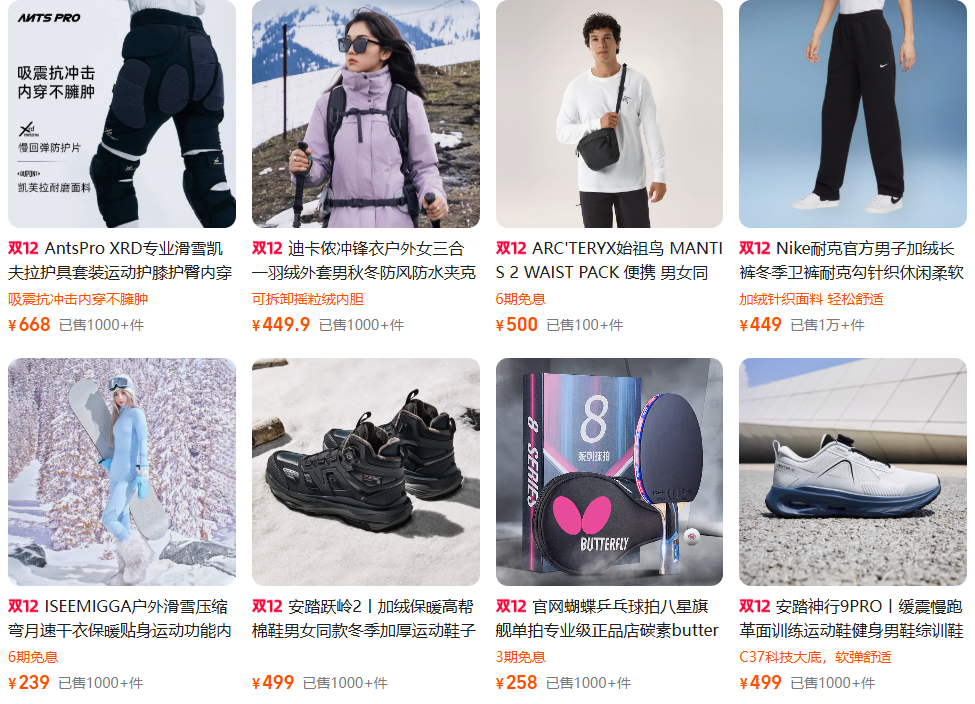 ANTS PRO
吸震抗冲击
内穿不臃肿
慢回弹防护片
凯芙拉耐磨面料
双12 AntsPro XRD专业滑雪凯
夫拉护具套装运动护膝护臀内穿
吸震抗冲击内穿不臃肿
¥668 已售1000+件
双12 迪卡侬冲锋衣户外女三合
一羽绒外套男秋冬防风防水夹克
可拆卸摇粒绒内胆
¥449.9 已售1000+件
双12 ARC'TERYX始祖鸟 MANTI
S 2 WAIST PACK 便携 男女同
6期免息
¥500 已售100+件
双12 Nike耐克官方男子加绒长
裤冬季卫裤耐克勾针织休闲柔软
加绒针织面料 轻松舒适
¥449 已售1万+件
双12 ISEEMIGGA户外滑雪压缩
弯月速干衣保暖贴身运动功能内
6期免息
¥239 已售1000+件
双12 安踏跃岭2丨加绒保暖高帮
棉鞋男女同款冬季加厚运动鞋子
¥499 已售1000+件
8
系列球拍
8-SERIES
BUTTERFLY
双12 官网蝴蝶乒乓球拍八星旗
舰单拍专业级正品店碳素butter
3期免息
¥258 已售1000+件
双12 安踏神行9PRO丨缓震慢跑
革面训练运动鞋健身男鞋综训鞋
C37科技大底，软弹舒适
¥499 已售1000+件